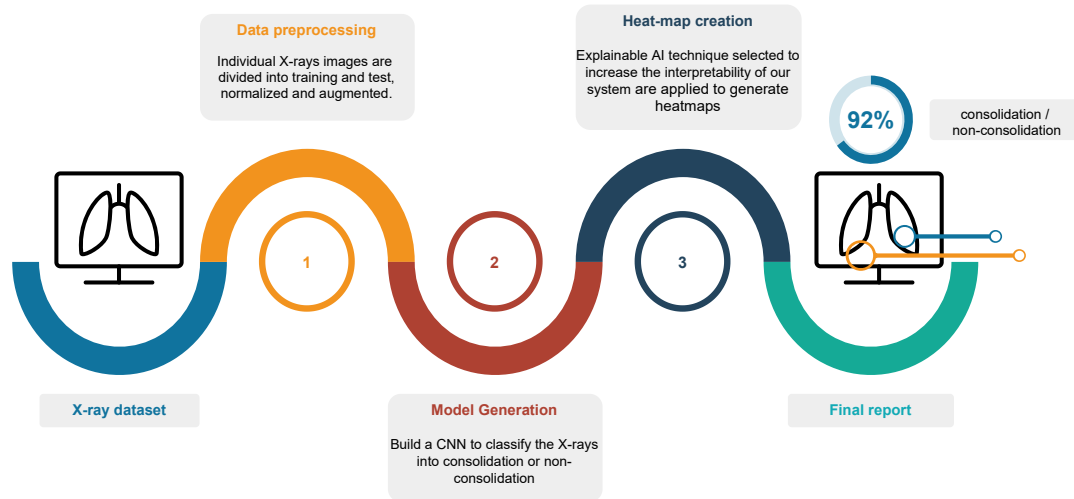 Data preprocessing
Individual X-rays images are
divided into training and test,
normalized and augmented.
Heat-map creation
Explainable AI technique selected to
increase the interpretability of our
system are applied to generate
heatmaps
92%
consolidation /
non-consolidation
1
2
3
X-ray dataset
Model Generation
Build a CNN to classify the X-rays
into consolidation or non-
consolidation
Final report